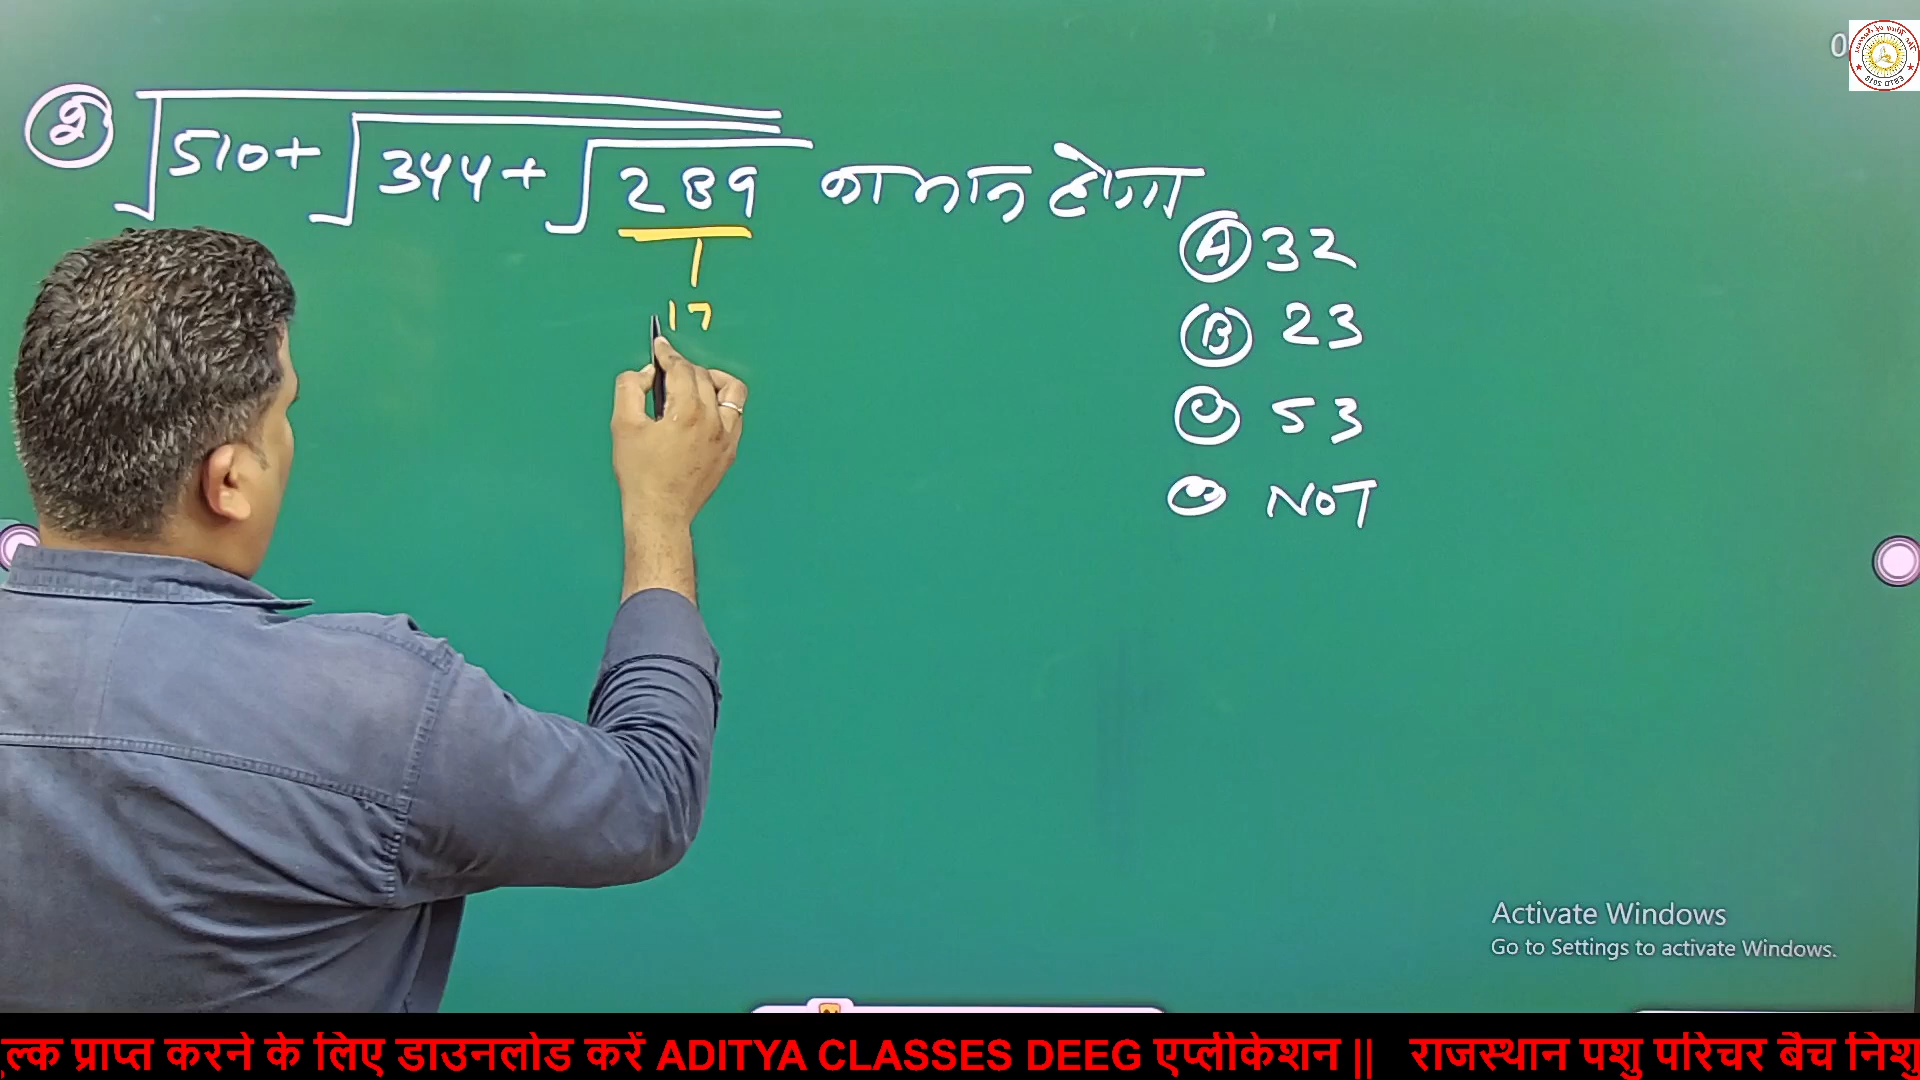 ② √510+√344+√289 का मान होगा
17
Ⓐ 32
Ⓑ 23
Ⓒ 53
NOT
Activate Windows
Go to Settings to activate Windows.
ल्क प्राप्त करने के लिए डाउनलोड करें ADITYA CLASSES DEEG एप्लीकेशन || राजस्थान पशु परिचर बैच निशु